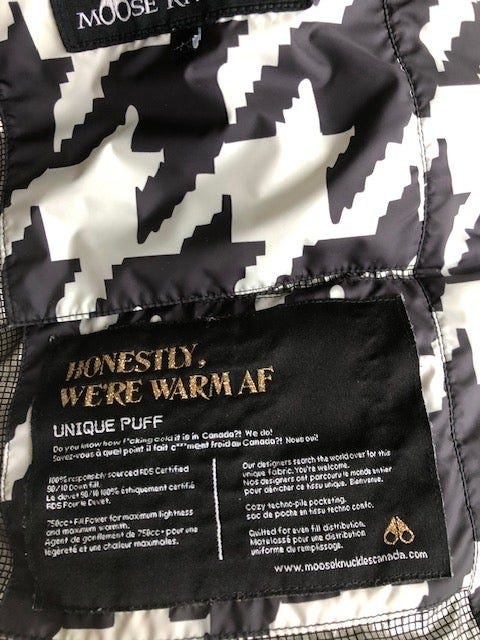 MOOSE KN
HONESTLY,
WE'RE WARM AF
UNIQUE PUFF
Do you know how f*cking cold it is in Canada?! We do!
Savez-vous à quel point il fait c***ment froid au Canada?! Nous oui!
100% responsibly sourced RDS Certified
90/10 Down fill.
Le duvet 90/10 100% éthiquement certifié
RDS Pour le Duvet.
750cc+ Fill Power for maximum lightness
and maximum warmth.
Agent de gonflement de 750cc+ pour une
légèreté et une chaleur maximales.
Our designers search the world over for this
unique fabric. You're welcome.
Nos designers ont parcouru le monde entier
pour dénicher ce tissu unique.
Cozy techno-pile pocketing.
sac de poche en tissu techno confo.
Quilted for even fill distribution.
Matelassé pour une distribution
uniforme du remplissage.
www.mooseknucklescanada.com